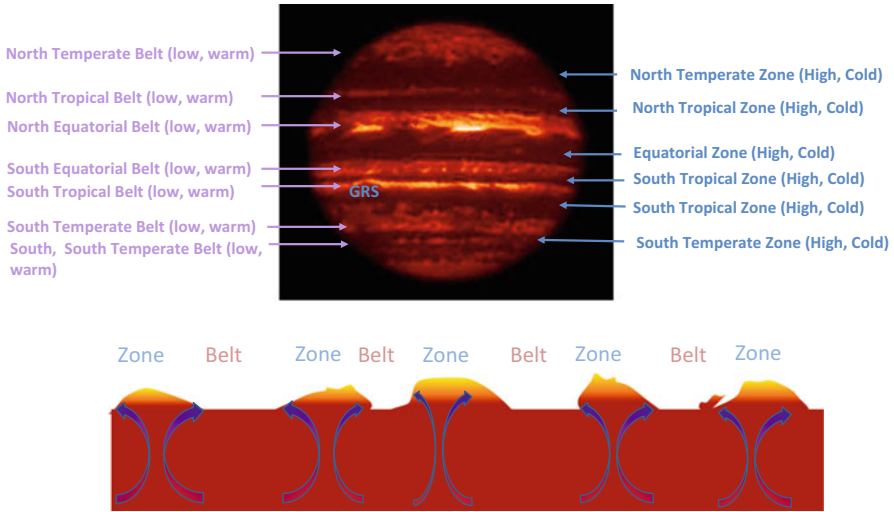 North Temperate Belt (low, warm)
North Tropical Belt (low, warm)
North Equatorial Belt (low, warm)
South Equatorial Belt (low, warm)
South Tropical Belt (low, warm)
South Temperate Belt (low, warm)
South, South Temperate Belt (low,
warm)
GRS
North Temperate Zone (High, Cold)
North Tropical Zone (High, Cold)
Equatorial Zone (High, Cold)
South Tropical Zone (High, Cold)
South Tropical Zone (High, Cold)
South Temperate Zone (High, Cold)
Zone Belt Zone Belt Zone Belt Zone Belt Zone